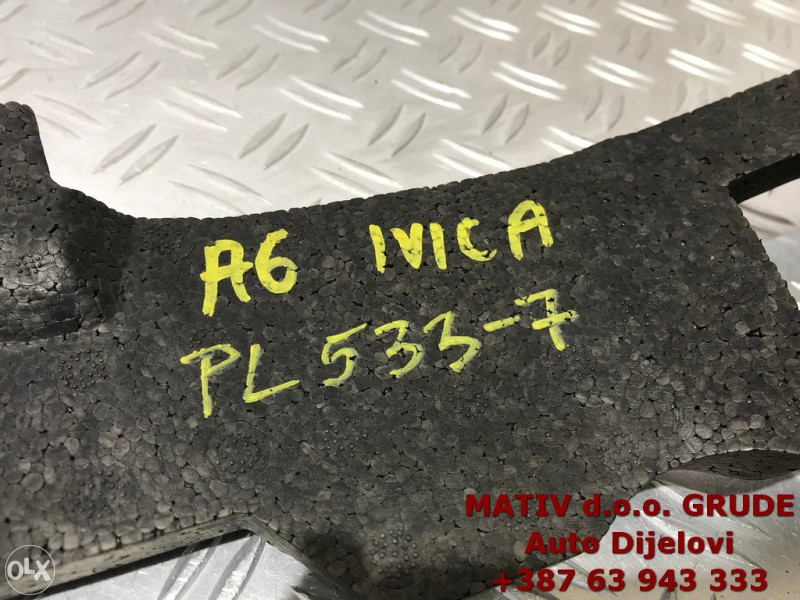 A6 IVICA
PL 533-7
MATIV d.o.o. GRUDE
Auto Dijelovi
+387 63 943 333
OLX